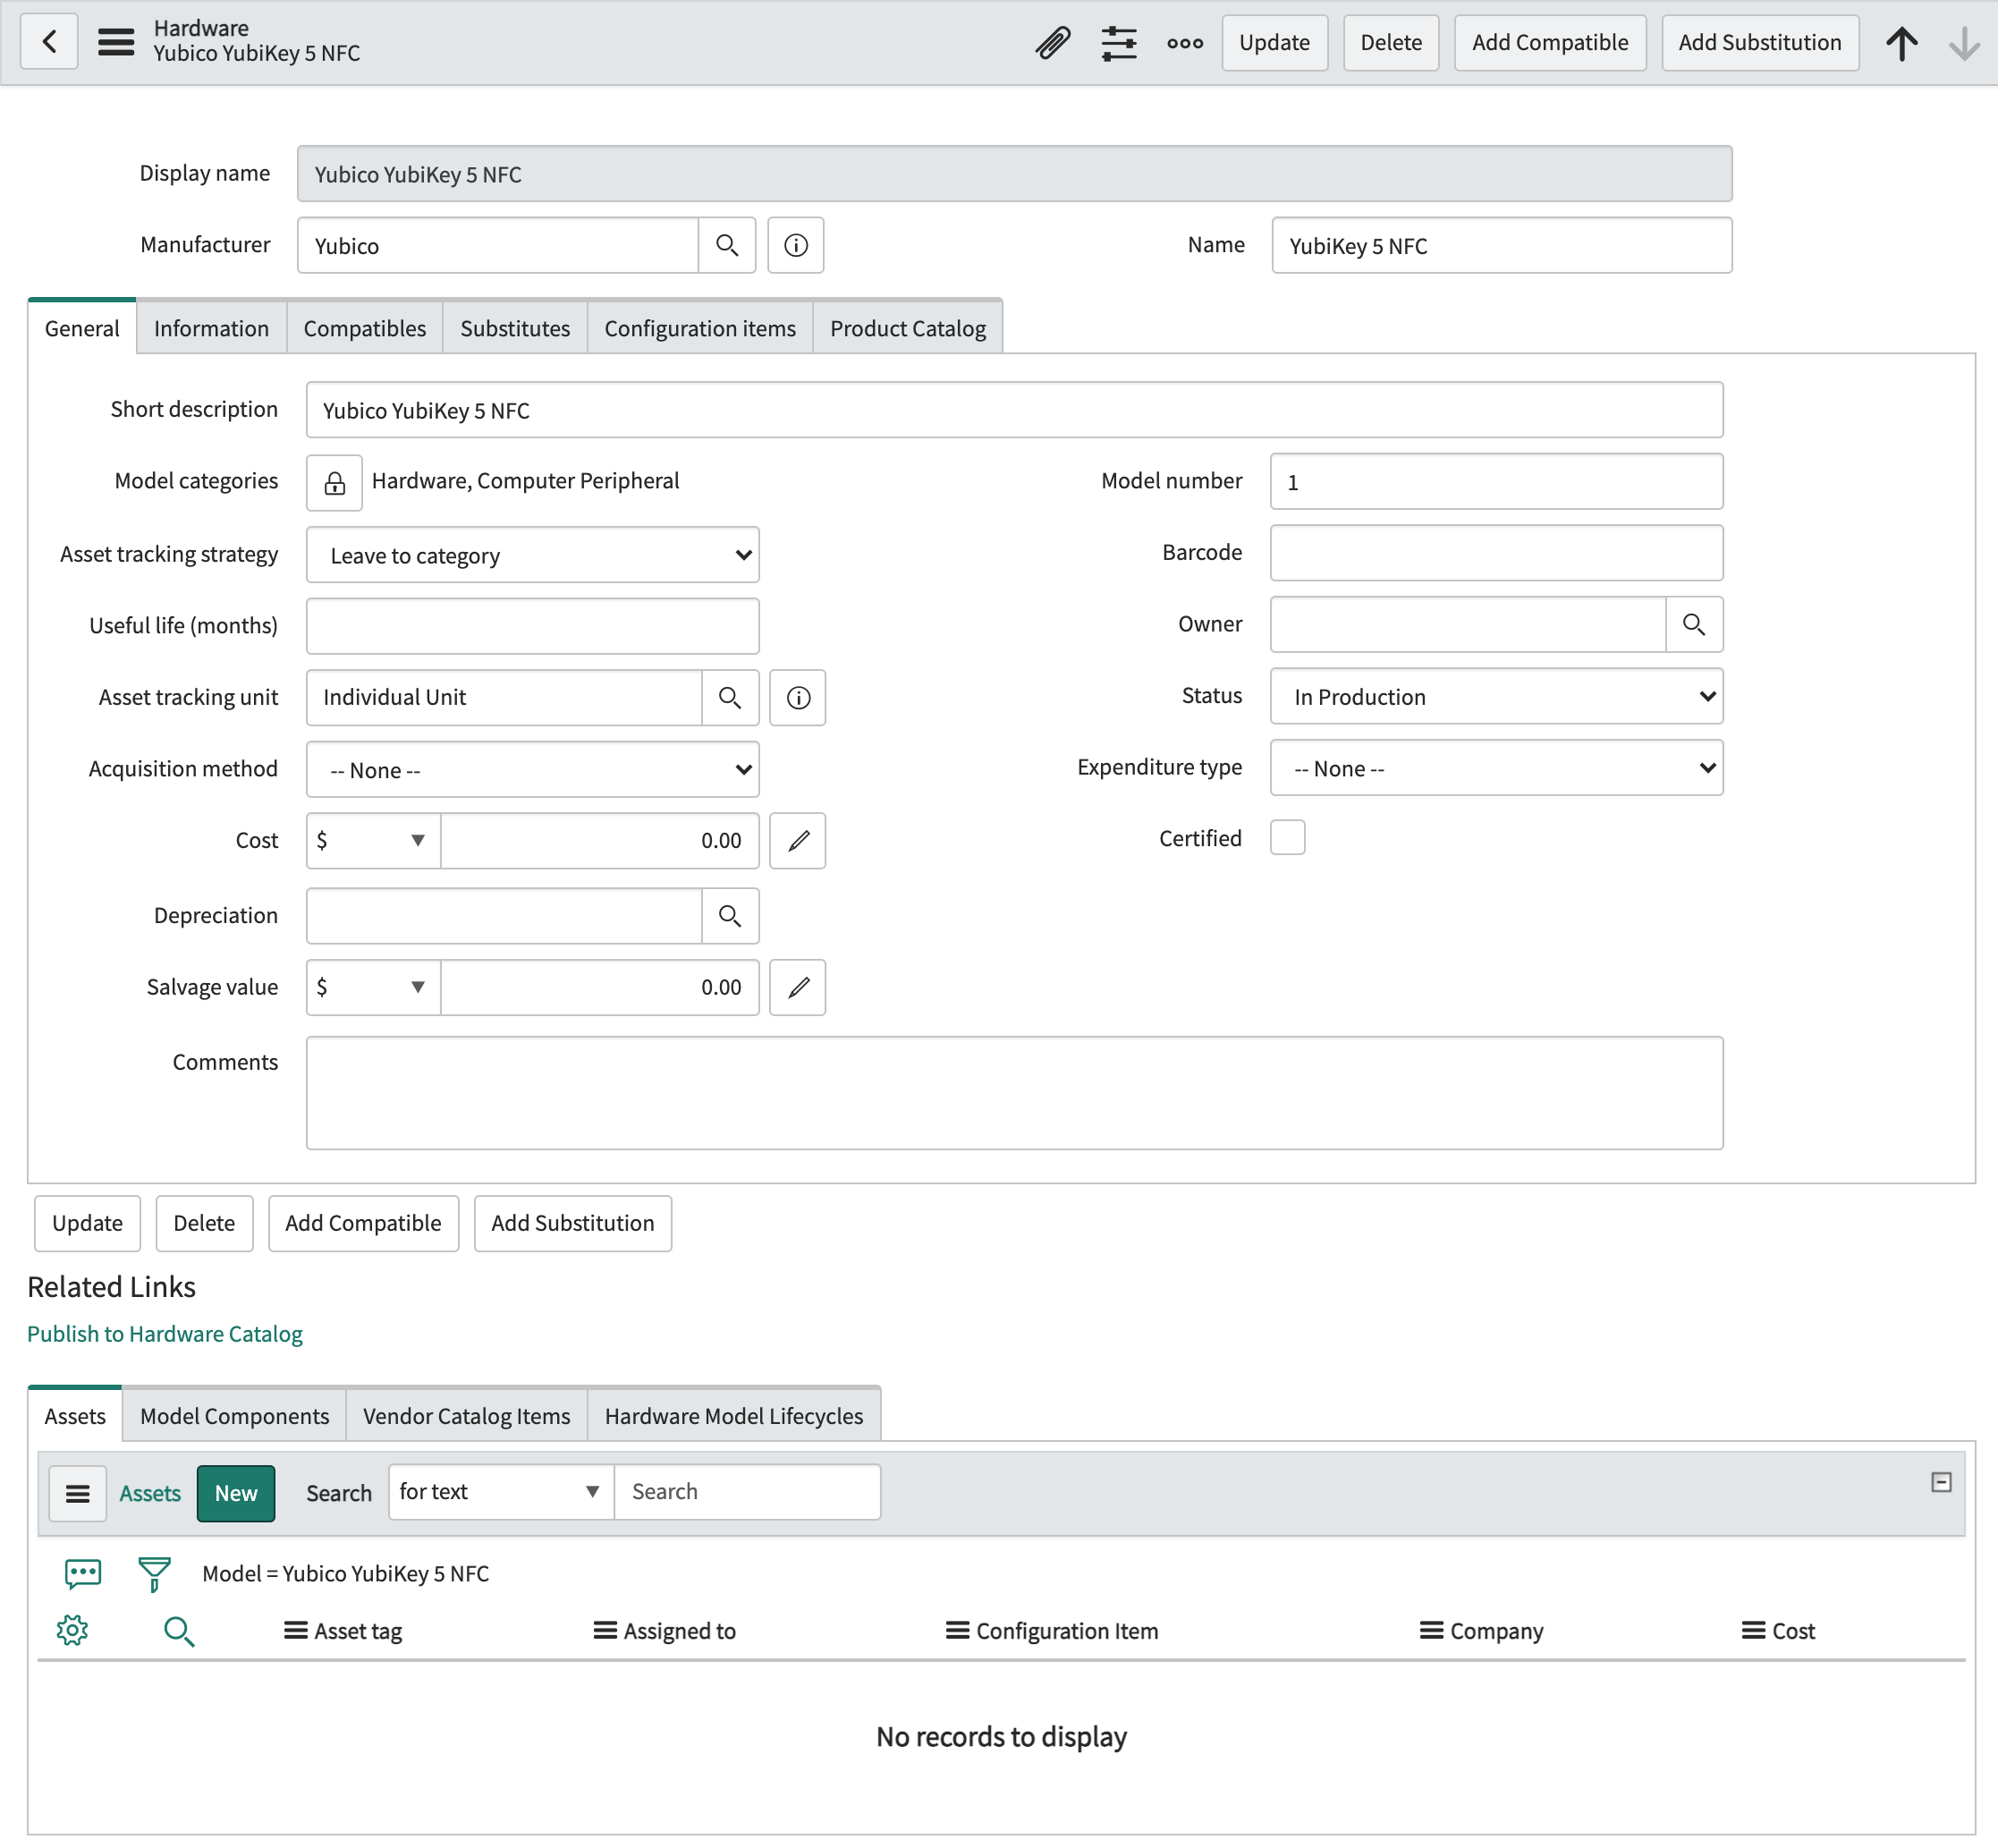 Hardware
Yubico YubiKey 5 NFC
Update
Delete
Add Compatible
Add Substitution
Display name
Yubico YubiKey 5 NFC
Manufacturer
Yubico
Name
YubiKey 5 NFC
General
Information
Compatibles
Substitutes
Configuration items
Product Catalog
Short description
Yubico YubiKey 5 NFC
Model categories
Hardware, Computer Peripheral
Model number
1
Asset tracking strategy
Leave to category
Barcode
Useful life (months)
Owner
Asset tracking unit
Individual Unit
Status
In Production
Acquisition method
-- None --
Expenditure type
-- None --
Cost
$
0.00
Certified
Depreciation
Salvage value
$
0.00
Comments
Update
Delete
Add Compatible
Add Substitution
Related Links
Publish to Hardware Catalog
Assets
Model Components
Vendor Catalog Items
Hardware Model Lifecycles
Assets
New
Search
for text
Search
Model = Yubico YubiKey 5 NFC
Asset tag
Assigned to
Configuration Item
Company
Cost
No records to display